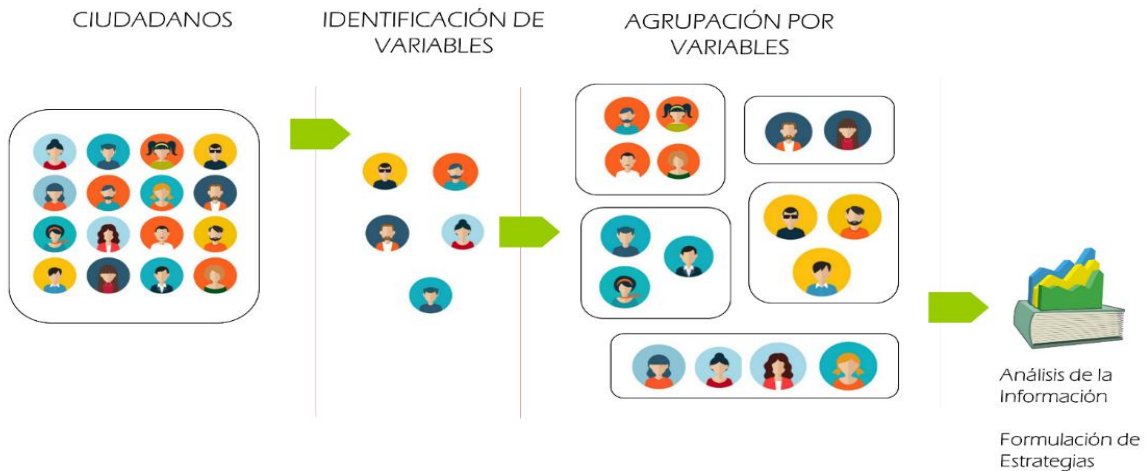 CIUDADANOS
IDENTIFICACIÓN DE
VARIABLES
AGRUPACIÓN POR
VARIABLES
Análisis de la
Información
Formulación de
Estrategias